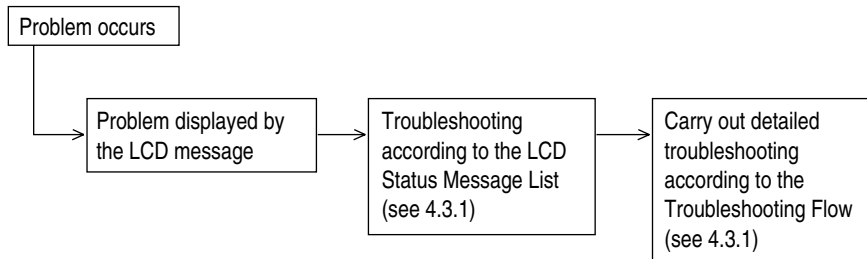 Problem occurs
Problem displayed by
the LCD message
Troubleshooting
according to the LCD
Status Message List
(see 4.3.1)
Carry out detailed
troubleshooting
according to the
Troubleshooting Flow
(see 4.3.1)